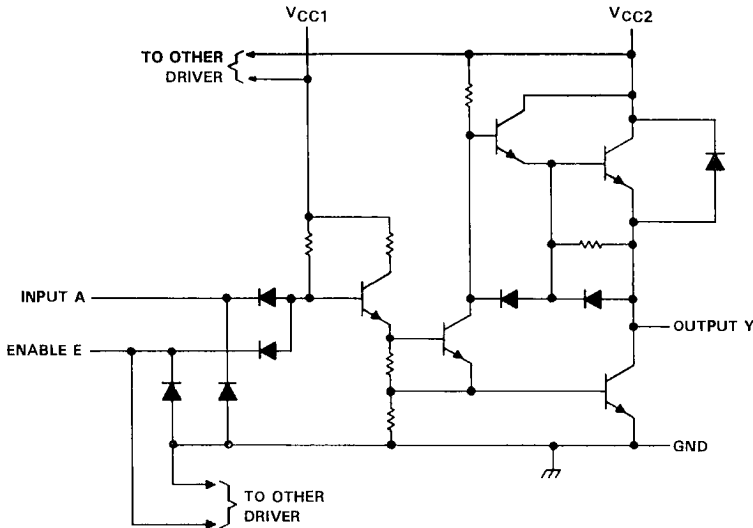 VCC1
VCC2
TO OTHER
DRIVER
INPUT A
ENABLE E
OUTPUT Y
GND
TO OTHER
DRIVER